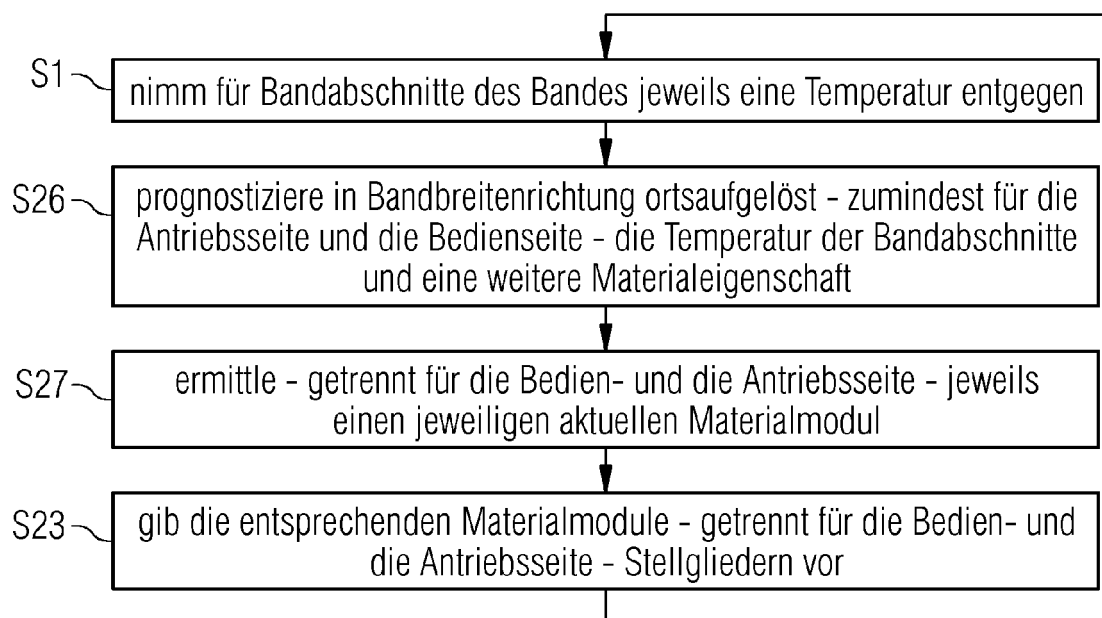 S1
nimm für Bandabschnitte des Bandes jeweils eine Temperatur entgegen
S26
prognostiziere in Bandbreitenrichtung ortsaufgelöst - zumindest für die
Antriebsseite und die Bedienseite - die Temperatur der Bandabschnitte
und eine weitere Materialeigenschaft
S27
ermittle - getrennt für die Bedien- und die Antriebsseite - jeweils
einen jeweiligen aktuellen Materialmodul
S23
gib die entsprechenden Materialmodule - getrennt für die Bedien- und
die Antriebsseite - Stellgliedern vor